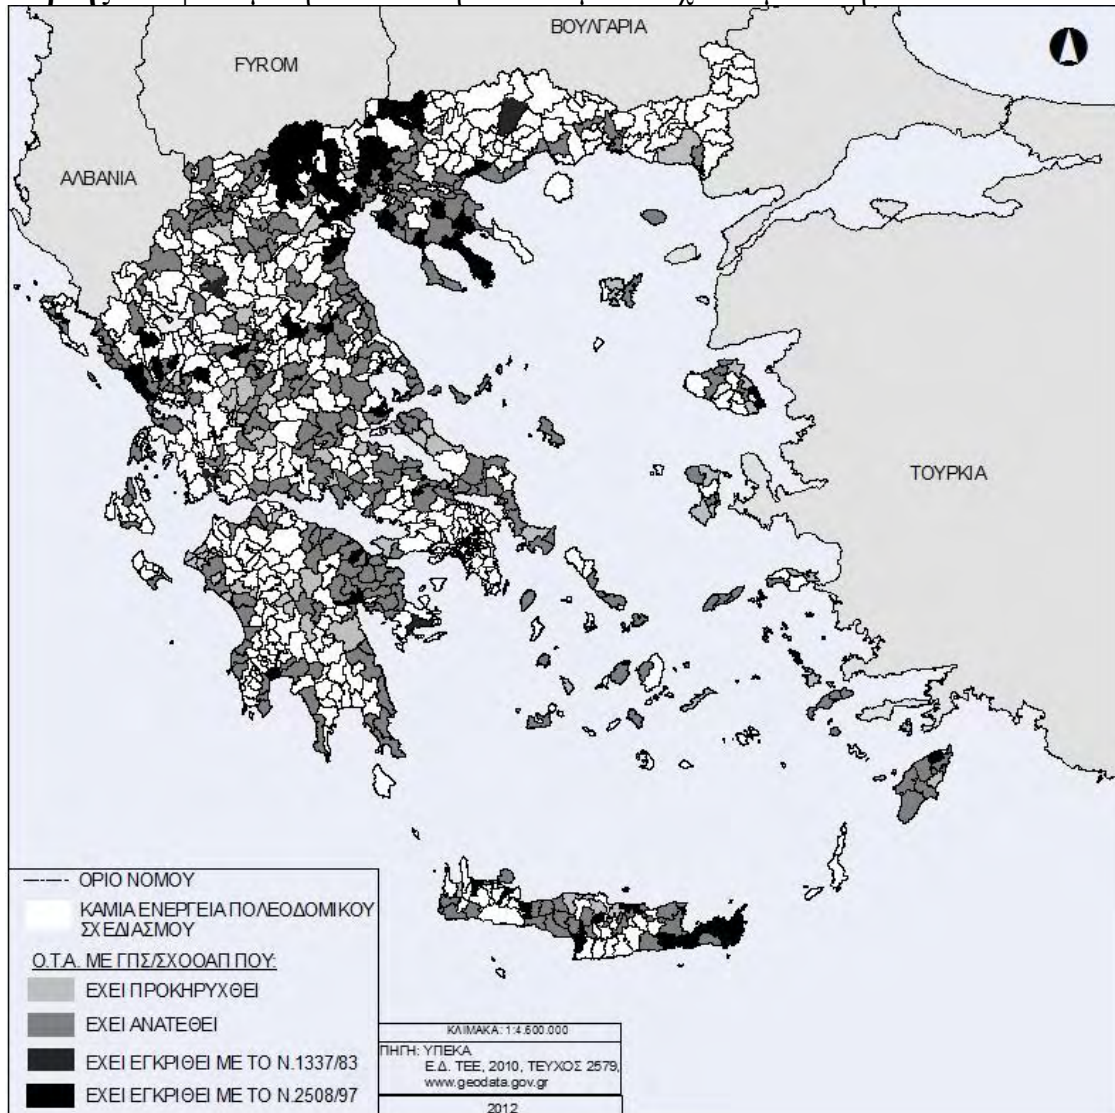 ΒΟΥΛΓΑΡΙΑ
FYROM
ΑΛΒΑΝΙΑ
ΤΟΥΡΚΙΑ
ΟΡΙΟ ΝΟΜΟΥ
ΚΑΜΙΑ ΕΝΕΡΓΕΙΑ ΠΟΛΕΟΔΟΜΙΚΟΥ
ΣΧΕΔΙΑΣΜΟΥ
Ο.Τ.Α. ΜΕ ΓΠΣ/ΣΧΟΟΑΠ ΠΟΥ:
ΕΧΕΙ ΠΡΟΚΗΡΥΧΘΕΙ
ΕΧΕΙ ΑΝΑΤΕΘΕΙ
ΕΧΕΙ ΕΓΚΡΙΘΕΙ ΜΕ ΤΟ Ν.1337/83
ΕΧΕΙ ΕΓΚΡΙΘΕΙ ΜΕ ΤΟ Ν.2508/97
ΚΛΙΜΑΚΑ: 1:4.600.000
ΠΗΓΗ: ΥΠΕΚΑ
Ε.Δ. ΤΕΕ, 2010, ΤΕΥΧΟΣ 2579,
www.geodata.gov.gr
2012